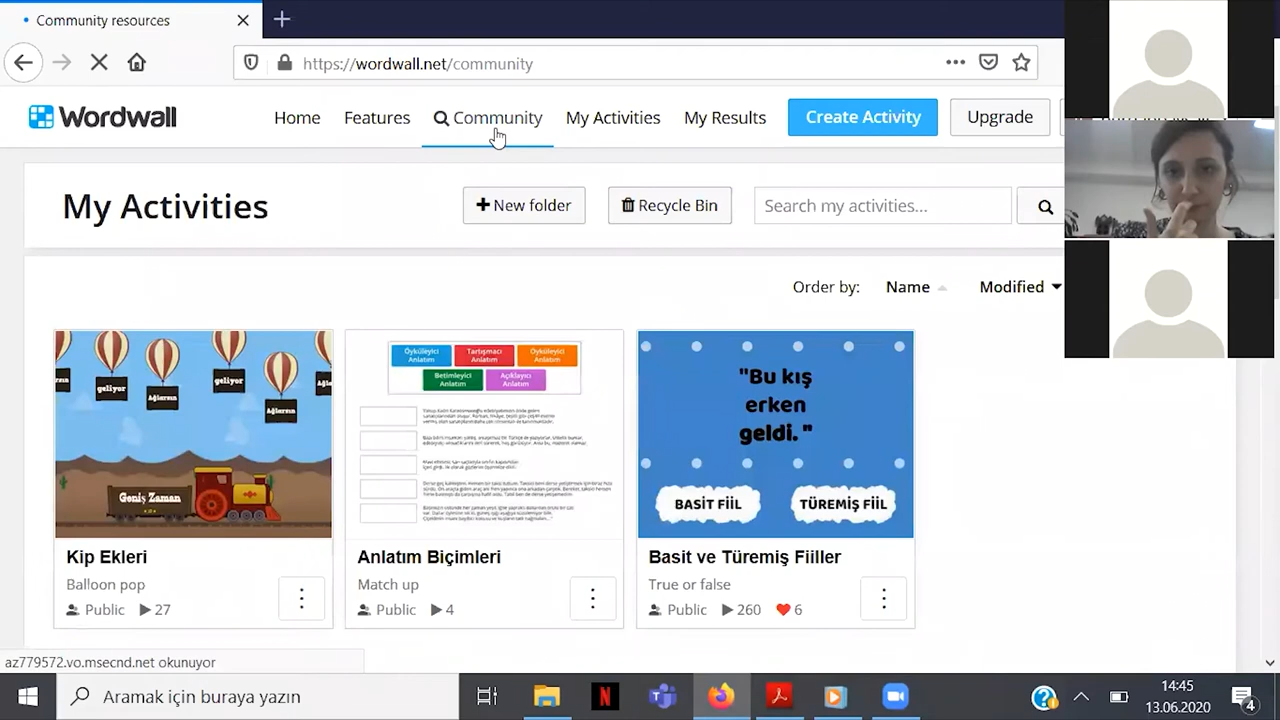 Community resources
https://wordwall.net/community
Wordwall
Home
Features
Community
My Activities
My Results
Create Activity
Upgrade
My Activities
New folder
Recycle Bin
Search my activities...
Order by:
Name
Modified
geliyor
Ağlarsın
geliyor
Ağlarsın
Geniş Zaman
Öyküleyici Anlatım
Tartışmacı Anlatım
Öyküleyici Anlatım
Betimleyici Anlatım
Açıklayıcı Anlatım
"Bu kış
erken
geldi. "
BASİT FİİL
TÜREMİŞ FİİL
Kip Ekleri
Balloon pop
Public
27
Anlatım Biçimleri
Match up
Public
4
Basit ve Türemiş Fiiller
True or false
Public
260
6
az779572.vo.msecnd.net okunuyor
Aramak için buraya yazın
14:45
13.06.2020
4